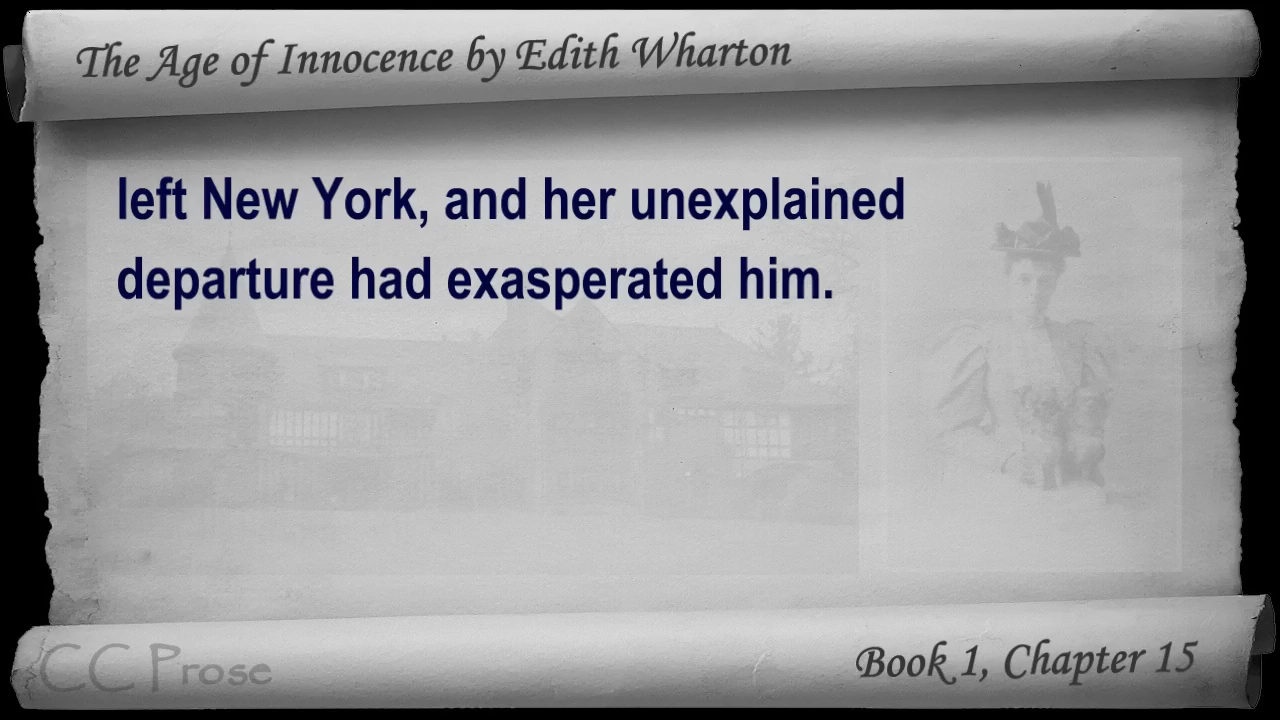 The Age of Innocence by Edith Wharton
left New York, and her unexplained
departure had exasperated him.
CC Prose
Book 1, Chapter 15